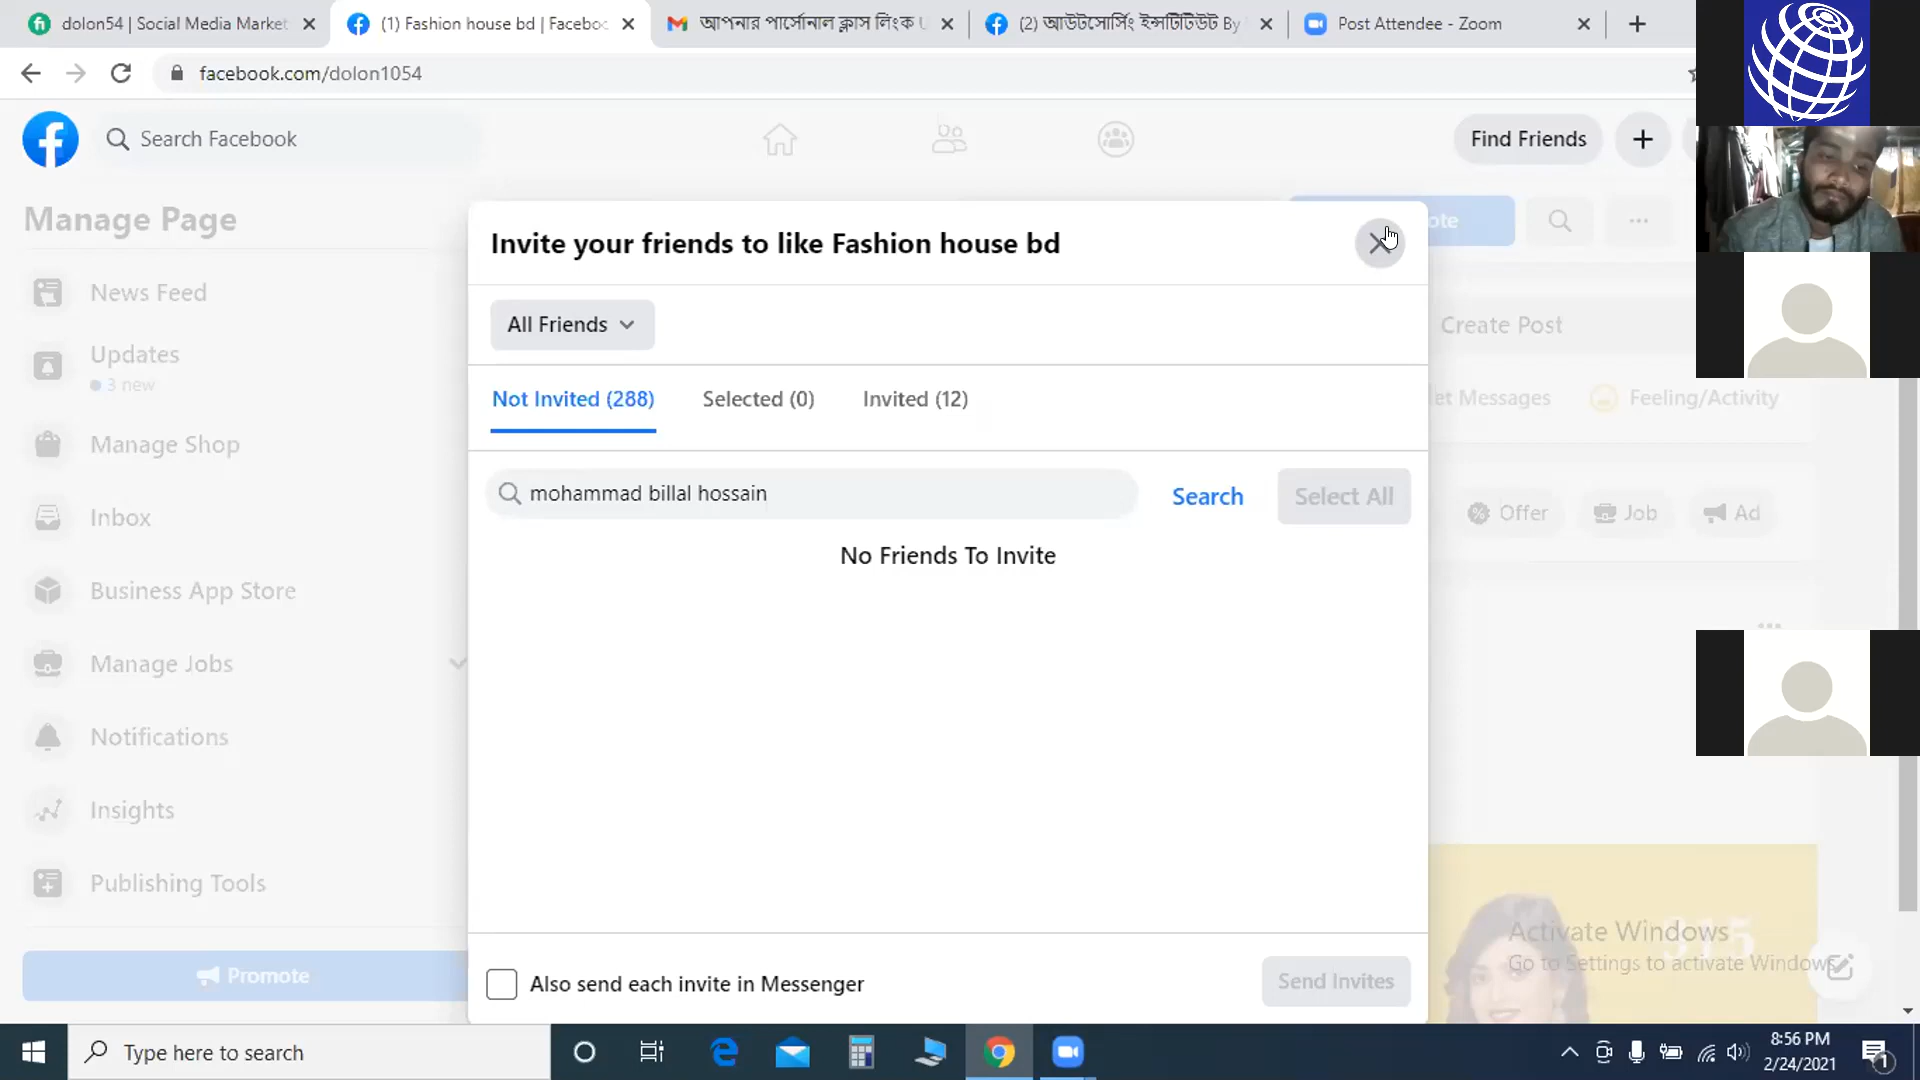 dolon54 | Social Media Market
(1) Fashion house bd | Faceboo
আপনার পার্সোনাল ক্লাস লিংক
(2) আউটসোর্সিং ইন্সটিটিউট By
Post Attendee - Zoom
facebook.com/dolon1054
Search Facebook
Find Friends
Manage Page
News Feed
Updates
3 new
Manage Shop
Inbox
Business App Store
Manage Jobs
Notifications
Insights
Publishing Tools
Promote
Invite your friends to like Fashion house bd
All Friends
Not Invited (288)
Selected (0)
Invited (12)
mohammad billal hossain
Search
Select All
No Friends To Invite
Also send each invite in Messenger
Send Invites
Create Post
et Messages
Feeling/Activity
Offer
Job
Ad
Activate Windows
Go to Settings to activate Windows
Type here to search
8:56 PM
2/24/2021
1